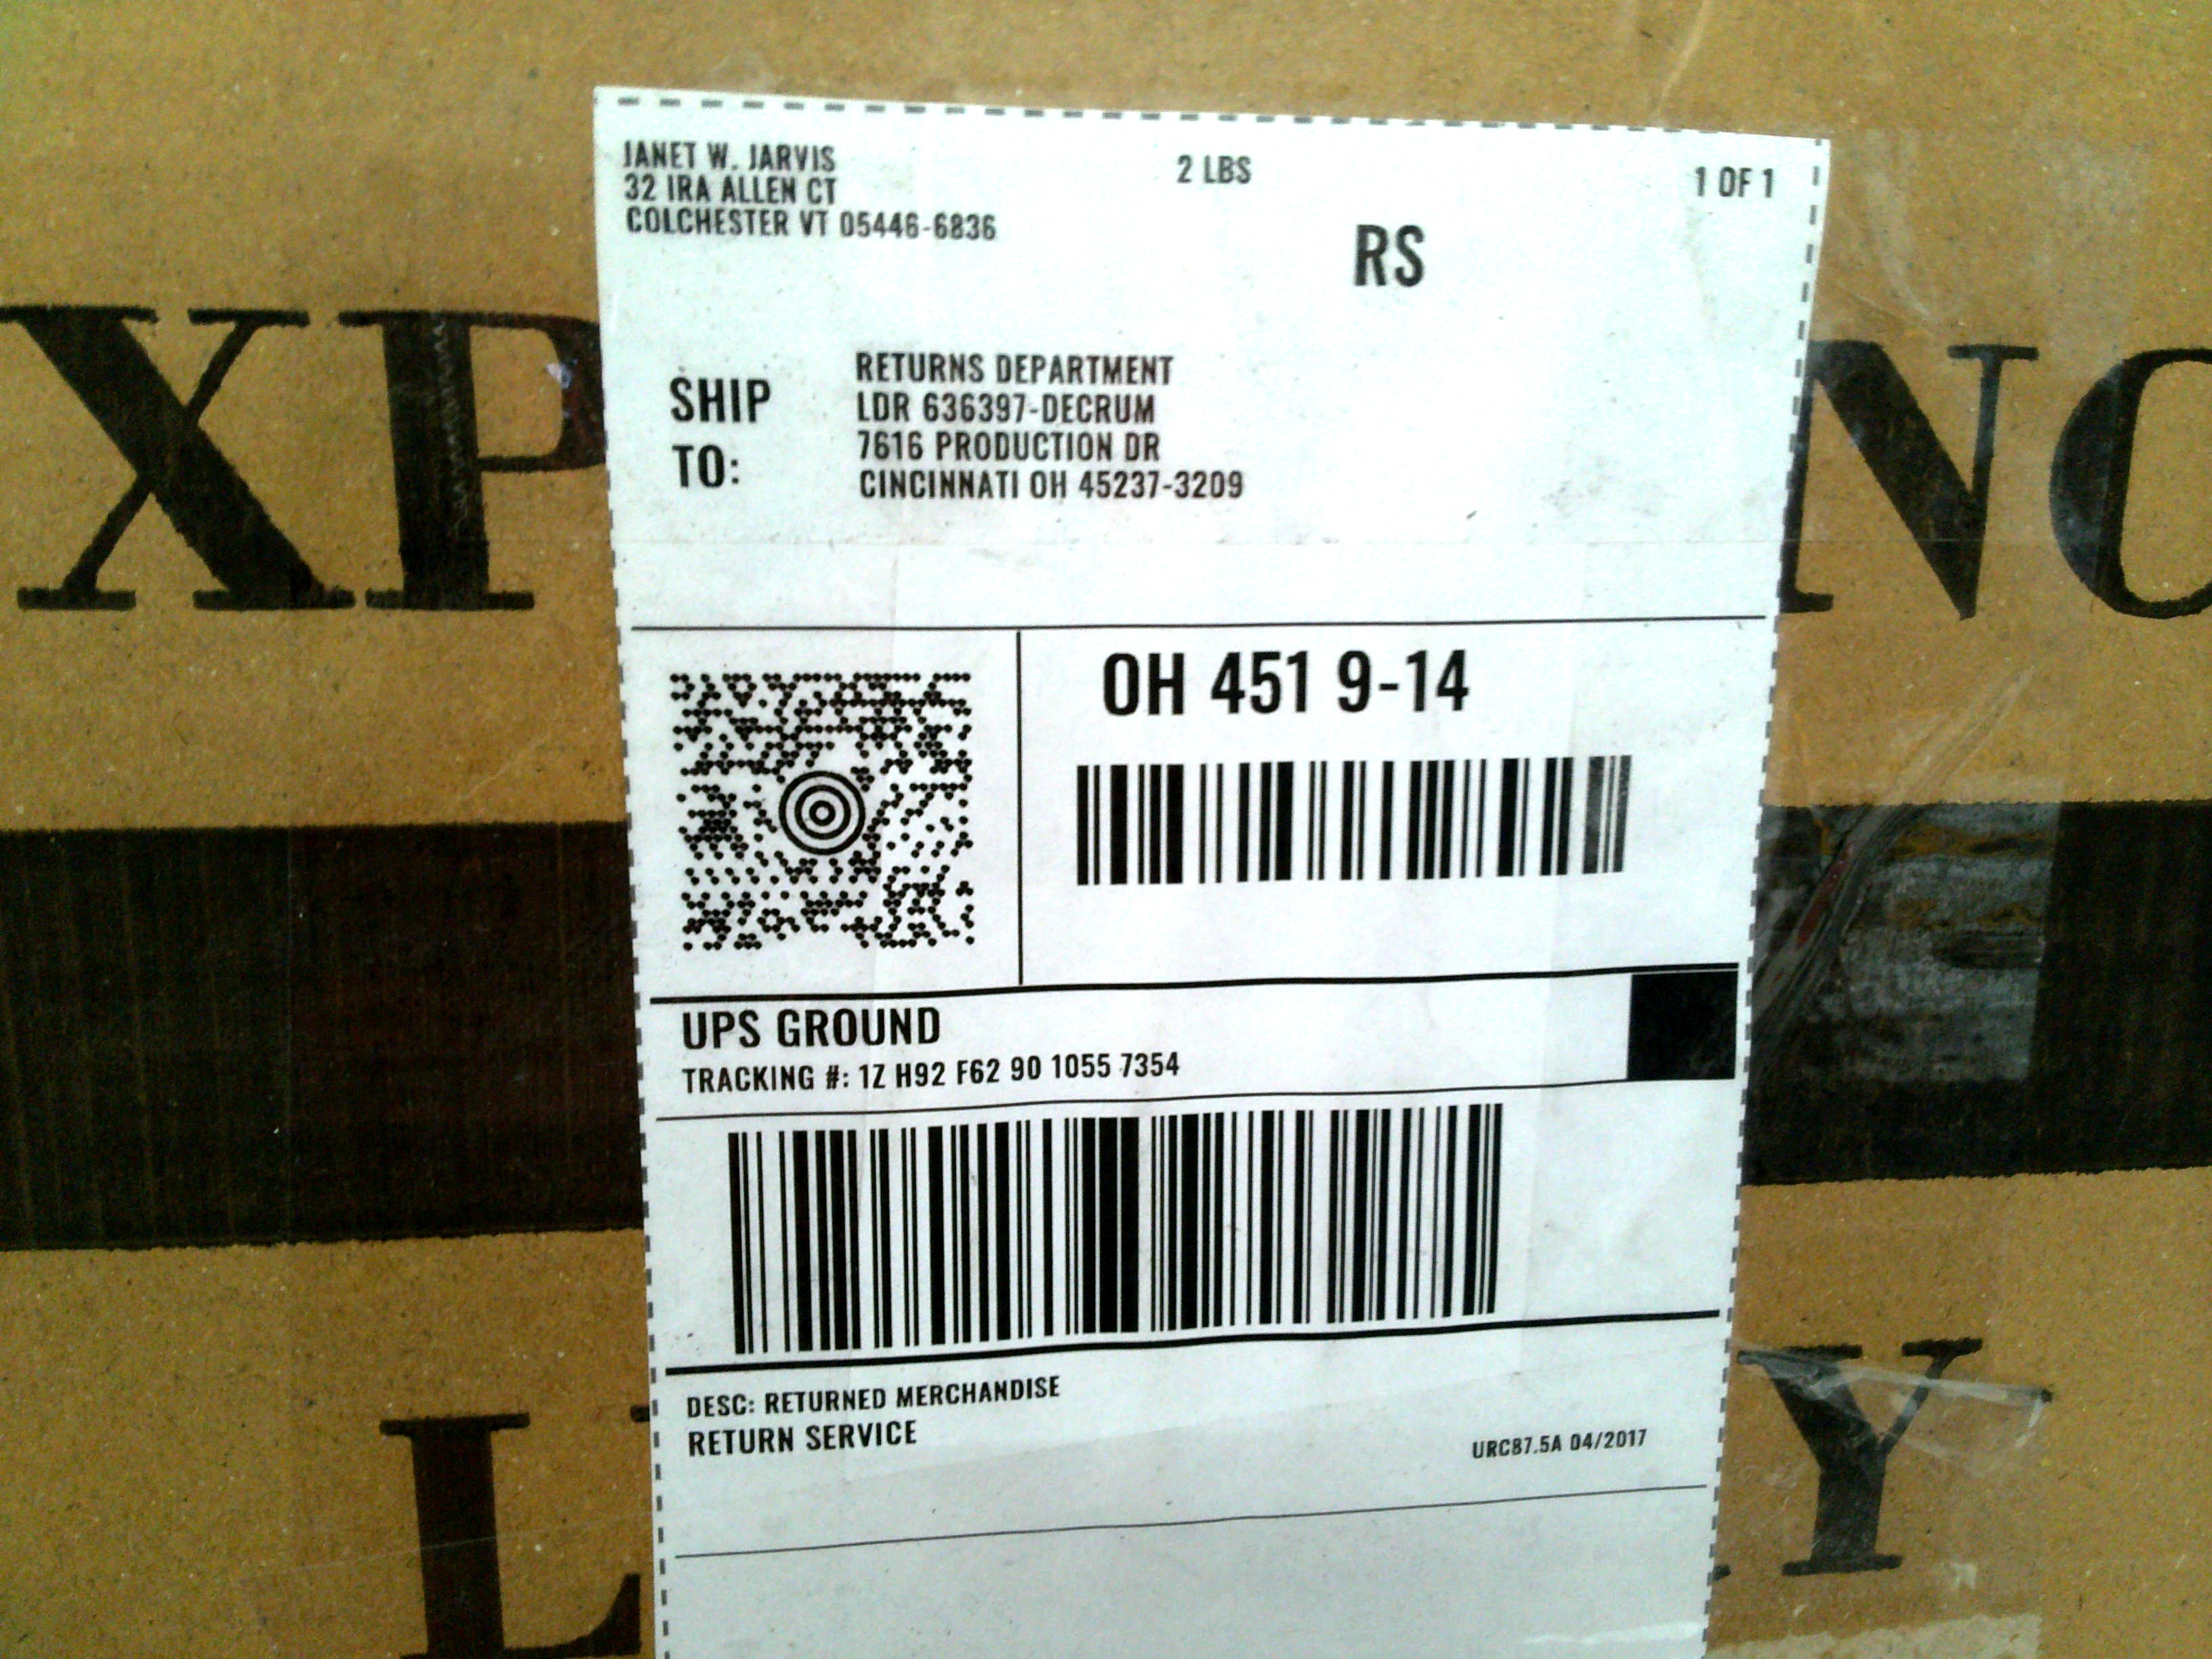 JANET W. JARVIS
32 IRA ALLEN CT
COLCHESTER VT 05446-6836
2 LBS
1 OF 1
RS
SHIP TO:
RETURNS DEPARTMENT
LDR 636397-DECRUM
7616 PRODUCTION DR
CINCINNATI OH 45237-3209
OH 451 9-14
UPS GROUND
TRACKING #: 1Z H92 F62 90 1055 7354
DESC: RETURNED MERCHANDISE
RETURN SERVICE
URC87.5A 04/2017